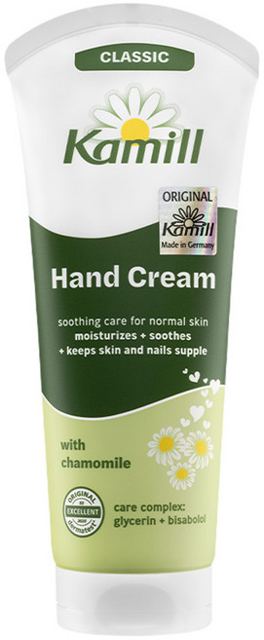 CLASSIC
Kamill
ORIGINAL
Kamill
Made in Germany
Hand Cream
soothing care for normal skin
moisturizes + soothes
+ keeps skin and nails supple
with
chamomile
ORIGINAL
EXCELLENT
dermatest
care complex:
glycerin + bisabolol